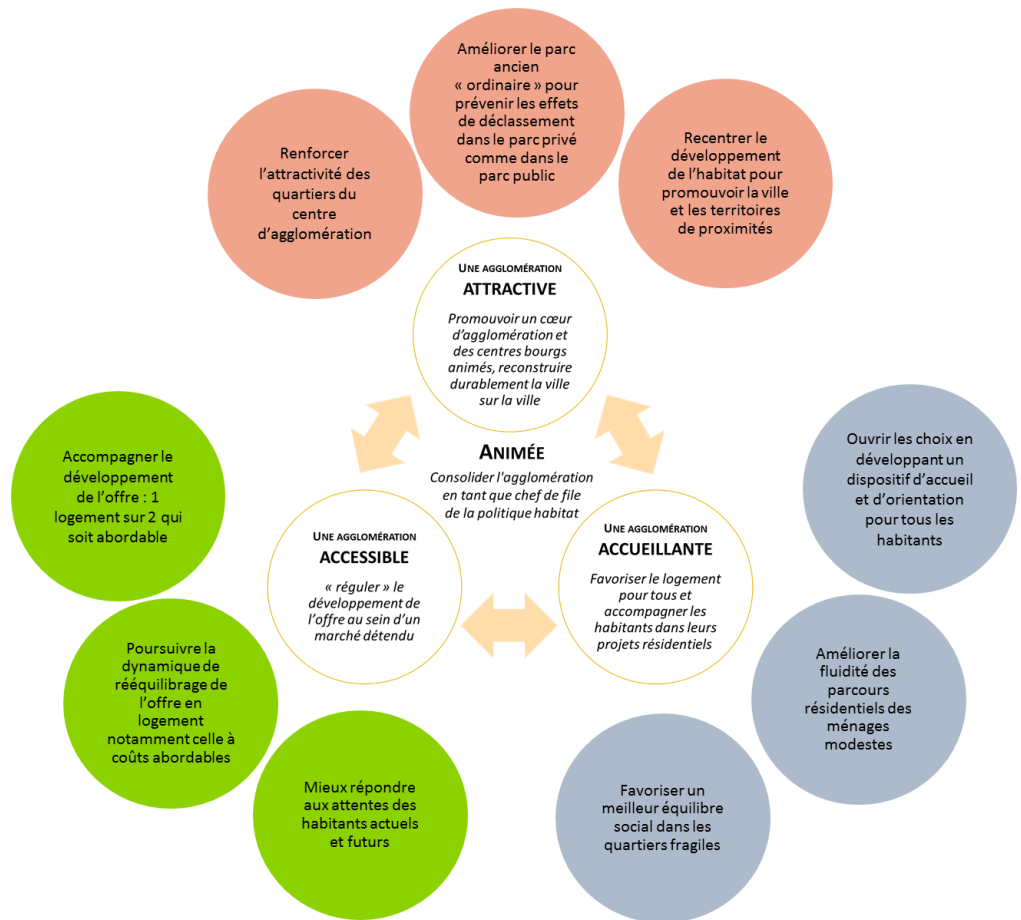 Améliorer le parc
ancien
« ordinaire » pour
prévenir les effets
de déclassement
dans le parc privé
comme dans le
parc public
Renforcer
l'attractivité des
quartiers du
centre
d'agglomération
Recentrer le
développement
de l'habitat pour
promouvoir la ville
et les territoires
de proximités
UNE AGGLOMÉRATION
ATTRACTIVE
Promouvoir un cœur
d'agglomération et
des centres bourgs
animés, reconstruire
durablement la ville
sur la ville
ANIMÉE
Consolider l'agglomération
en tant que chef de file
de la politique habitat
UNE AGGLOMÉRATION
ACCESSIBLE
« réguler » le
développement de
l'offre au sein d'un
marché détendu
UNE AGGLOMÉRATION
ACCUEILLANTE
Favoriser le logement
pour tous et
accompagner les
habitants dans leurs
projets résidentiels
Accompagner le
développement
de l'offre : 1
logement sur 2 qui
soit abordable
Poursuivre la
dynamique de
rééquilibrage de
l'offre en
logement
notamment celle à
coûts abordables
Mieux répondre
aux attentes des
habitants actuels
et futurs
Ouvrir les choix en
développant un
dispositif d'accueil
et d'orientation
pour tous les
habitants
Améliorer la
fluidité des
parcours
résidentiels des
ménages
modestes
Favoriser un
meilleur équilibre
social dans les
quartiers fragiles